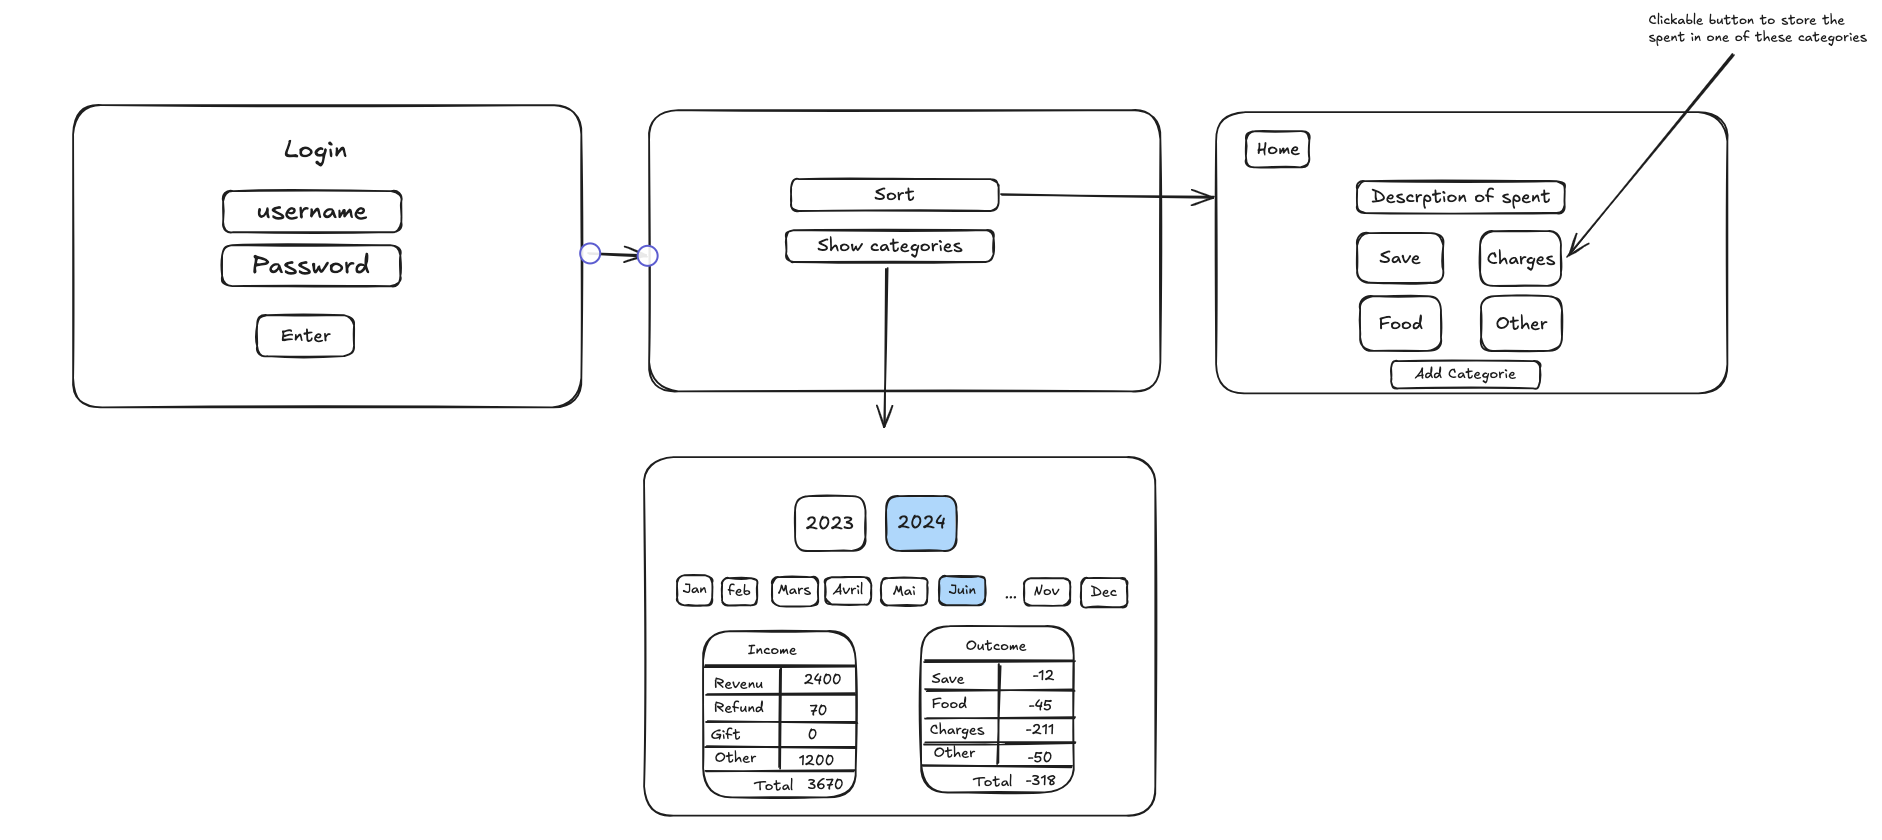 Clickable button to store the
spent in one of these categories
Login
username
Password
Enter
Sort
Show categories
Home
Descrption of spent
Save
Charges
Food
Other
Add Categorie
2023
2024
Jan
feb
Mars
Avril
Mai
Juin
...
Nov
Dec
Income
Revenu 2400
Refund 70
Gift 0
Other 1200
Total 3670
Outcome
Save -12
Food -45
Charges -211
Other -50
Total -318